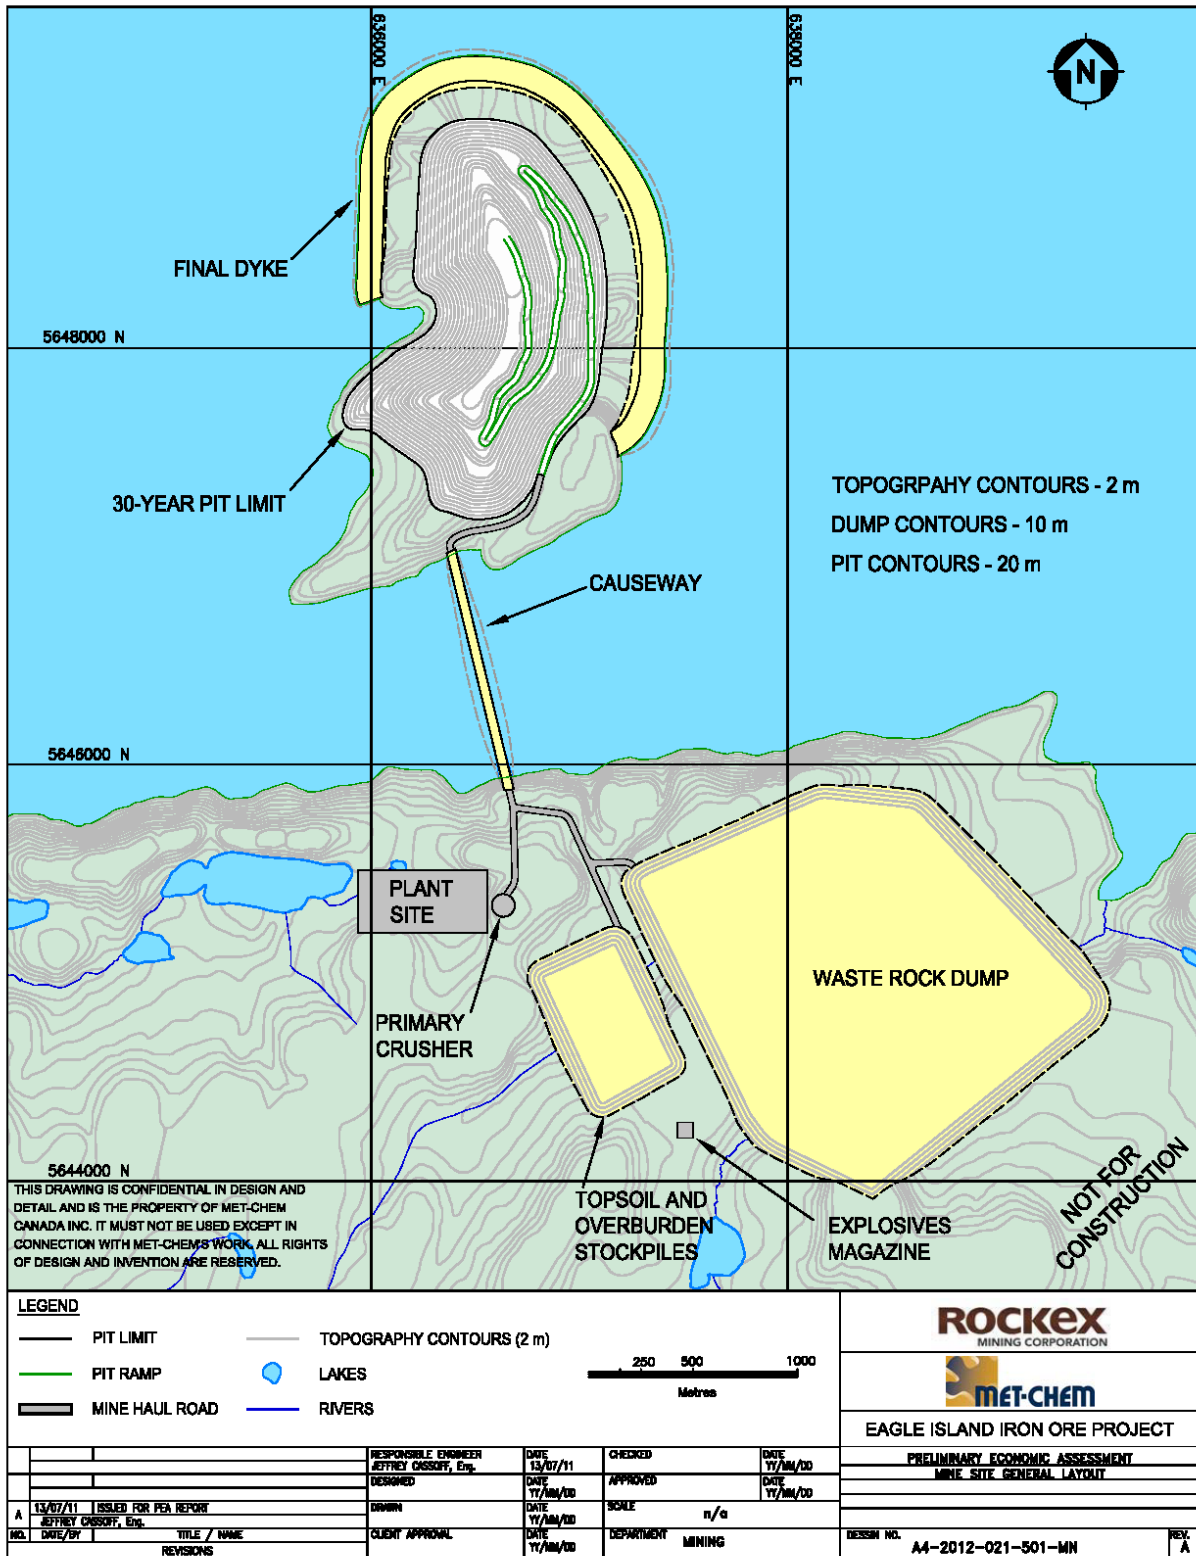 636000 E
638000 E
N
FINAL DYKE
5648000 N
30-YEAR PIT LIMIT
TOPOGRPAHY CONTOURS - 2 m
DUMP CONTOURS - 10 m
PIT CONTOURS - 20 m
CAUSEWAY
5646000 N
PLANT
SITE
WASTE ROCK DUMP
PRIMARY
CRUSHER
5644000 N
THIS DRAWING IS CONFIDENTIAL IN DESIGN AND
DETAIL AND IS THE PROPERTY OF MET-CHEM
CANADA INC. IT MUST NOT BE USED EXCEPT IN
CONNECTION WITH MET-CHEM'S WORK. ALL RIGHTS
OF DESIGN AND INVENTION ARE RESERVED.
TOPSOIL AND
OVERBURDEN
STOCKPILES
EXPLOSIVES
MAGAZINE
NOT FOR
CONSTRUCTION
LEGEND
PIT LIMIT
TOPOGRAPHY CONTOURS (2 m)
PIT RAMP
LAKES
MINE HAUL ROAD
RIVERS
250 500 1000
Metres
ROCKEX
MINING CORPORATION
MET-CHEM
EAGLE ISLAND IRON ORE PROJECT
PRELIMINARY ECONOMIC ASSESSMENT
MINE SITE GENERAL LAYOUT
RESPONSIBLE ENGINEER
JEFFREY CASSOFF, Eng.
DATE
13/07/11
CHECKED
DATE
YY/MM/DD
DESIGNED
DATE
YY/MM/DD
APPROVED
DATE
YY/MM/DD
A
13/07/11
ISSUED FOR PEA REPORT
JEFFREY CASSOFF, Eng.
DRAWN
DATE
YY/MM/DD
SCALE
n/a
NO.
DATE/BY
TITLE / NAME
REVISIONS
CLIENT APPROVAL
DATE
YY/MM/DD
DEPARTMENT
MINING
DESSIN NO.
A4-2012-021-501-MN
REV.
A